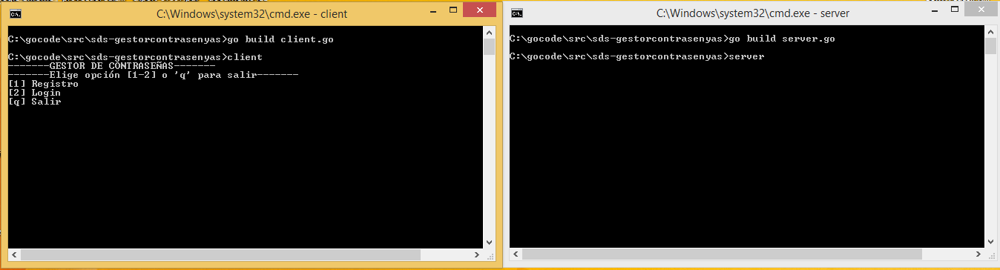 C:\Windows\system32\cmd.exe - client
C:\gocode\src\sds-gestorcontrasenyas>go build client.go
C:\gocode\src\sds-gestorcontrasenyas>client
-------GESTOR DE CONTRASEÑAS-------
-------Elige opción [1-2] o 'q' para salir-------
[1] Registro
[2] Login
[q] Salir
C:\Windows\system32\cmd.exe - server
C:\gocode\src\sds-gestorcontrasenyas>go build server.go
C:\gocode\src\sds-gestorcontrasenyas>server